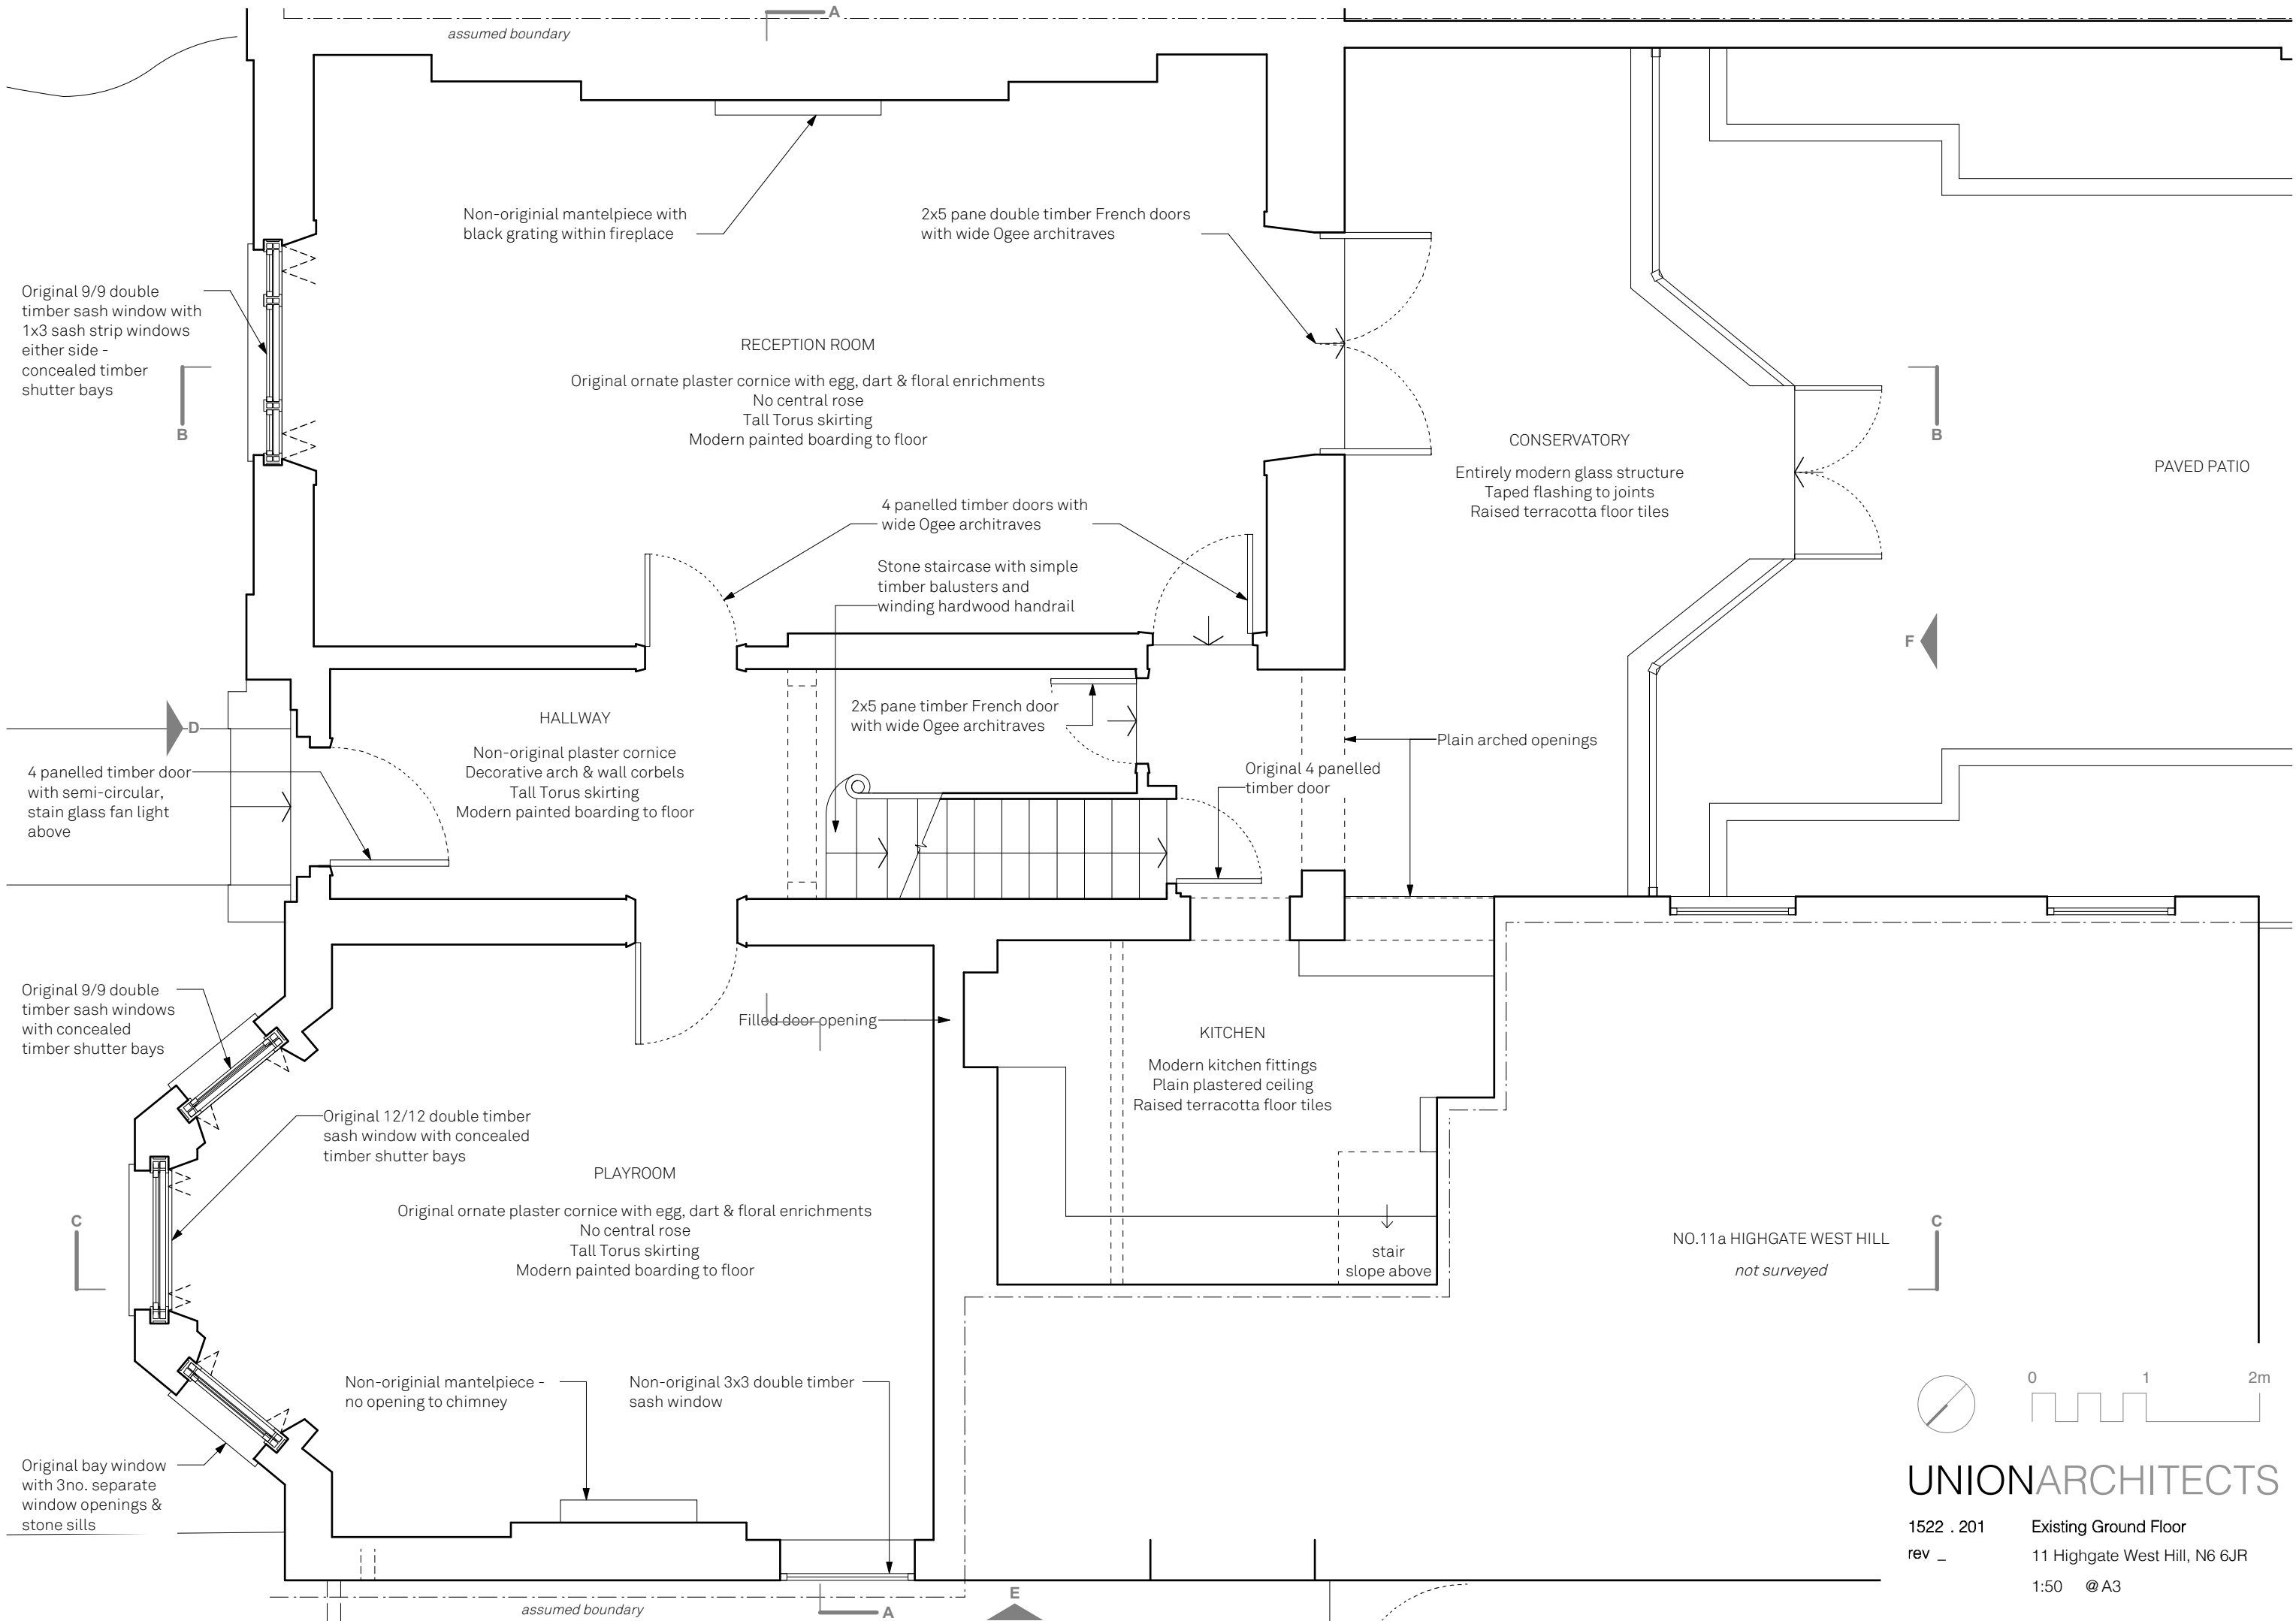 A
assumed boundary
Non-originial mantelpiece with
black grating within fireplace
2x5 pane double timber French doors
with wide Ogee architraves
Original 9/9 double
timber sash window with
1x3 sash strip windows
either side -
concealed timber
shutter bays
B
RECEPTION ROOM
Original ornate plaster cornice with egg, dart & floral enrichments
No central rose
Tall Torus skirting
Modern painted boarding to floor
CONSERVATORY
Entirely modern glass structure
Taped flashing to joints
Raised terracotta floor tiles
B
PAVED PATIO
4 panelled timber doors with
wide Ogee architraves
Stone staircase with simple
timber balusters and
winding hardwood handrail
F
D
HALLWAY
Non-original plaster cornice
Decorative arch & wall corbels
Tall Torus skirting
Modern painted boarding to floor
2x5 pane timber French door
with wide Ogee architraves
Plain arched openings
Original 4 panelled
timber door
4 panelled timber door
with semi-circular,
stain glass fan light
above
Original 9/9 double
timber sash windows
with concealed
timber shutter bays
Filled door opening
KITCHEN
Modern kitchen fittings
Plain plastered ceiling
Raised terracotta floor tiles
Original 12/12 double timber
sash window with concealed
timber shutter bays
PLAYROOM
Original ornate plaster cornice with egg, dart & floral enrichments
No central rose
Tall Torus skirting
Modern painted boarding to floor
C
stair
slope above
NO.11a HIGHGATE WEST HILL
not surveyed
C
Non-originial mantelpiece -
no opening to chimney
Non-original 3x3 double timber
sash window
Original bay window
with 3no. separate
window openings &
stone sills
0 1 2m
UNIONARCHITECTS
1522 . 201 Existing Ground Floor
rev _ 11 Highgate West Hill, N6 6JR
1:50 @ A3
assumed boundary
A
E